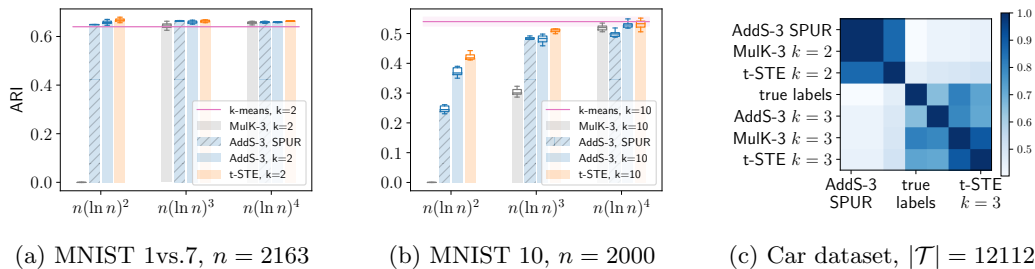 ARI
0.6
0.4
0.2
0.0
k-means, k=2
MulK-3, k=2
AddS-3, SPUR
AddS-3, k=2
t-STE, k=2
n(ln n)²
n(ln n)³
n(ln n)⁴
(a) MNIST 1vs.7, n = 2163
0.5
0.4
0.3
0.2
0.1
0.0
k-means, k=10
MulK-3, k=10
AddS-3, SPUR
AddS-3, k=10
t-STE, k=10
n(ln n)²
n(ln n)³
n(ln n)⁴
(b) MNIST 10, n = 2000
AddS-3 SPUR
MulK-3 k = 2
t-STE k = 2
true labels
AddS-3 k = 3
MulK-3 k = 3
t-STE k = 3
AddS-3 SPUR
true labels
t-STE k = 3
1.0
0.9
0.8
0.7
0.6
0.5
(c) Car dataset, |𝒯| = 12112